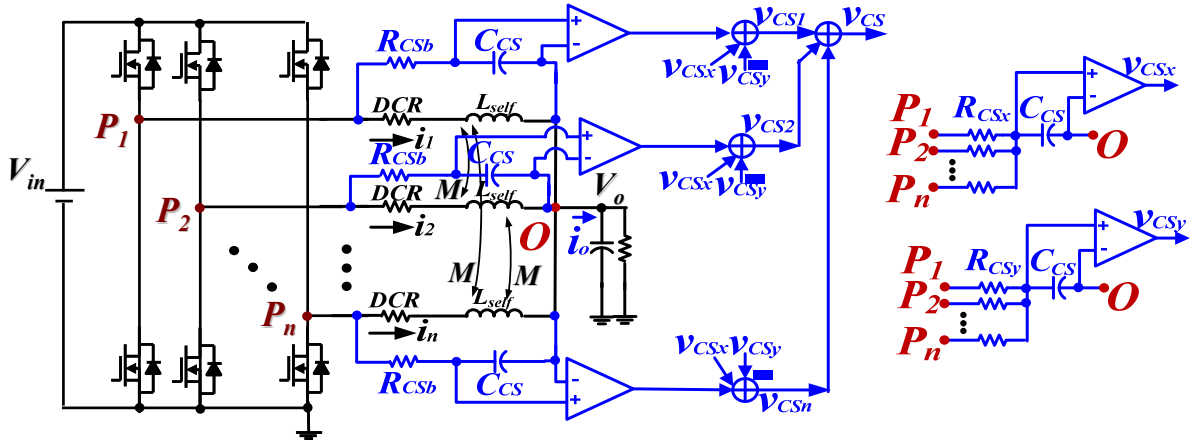 V_in
P_1
P_2
P_n
R_CSb
C_CS
DCR
L_self
i_1
R_CSb
C_CS
M
L_self
DCR
i_2
M
M
DCR
L_self
i_n
R_CSb
C_CS
O
V_o
i_o
+
-
+
-
-
+
v_CSx
v_CSy
v_CS1
v_CS
v_CSx
v_CSy
v_CS2
v_CSx
v_CSy
v_CSn
P_1
P_2
P_n
R_CSx
C_CS
O
+
-
v_CSx
P_1
P_2
P_n
R_CSy
C_CS
O
+
-
v_CSy